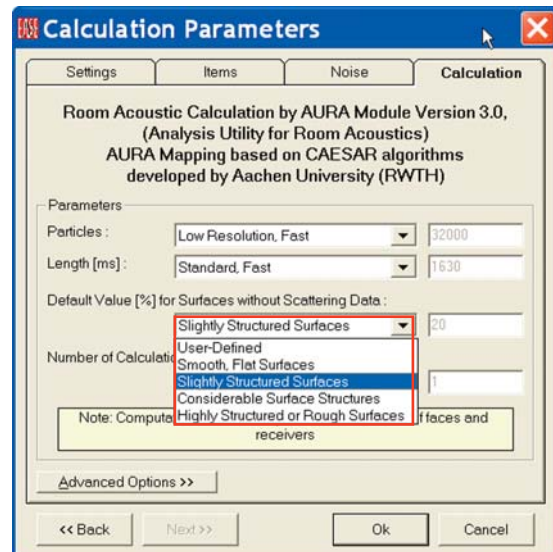 EASE Calculation Parameters
Settings Items Noise Calculation
Room Acoustic Calculation by AURA Module Version 3.0,
(Analysis Utility for Room Acoustics)
AURA Mapping based on CAESAR algorithms
developed by Aachen University (RWTH)
Parameters
Particles : Low Resolution, Fast 32000
Length [ms] : Standard, Fast 1630
Default Value [%] for Surfaces without Scattering Data :
Slightly Structured Surfaces 20
User-Defined
Smooth, Flat Surfaces
Slightly Structured Surfaces
Number of Calculati 1
Considerable Surface Structures
Highly Structured or Rough Surfaces
Note: Computa faces and
receivers
Advanced Options >>
<< Back Next >> Ok Cancel